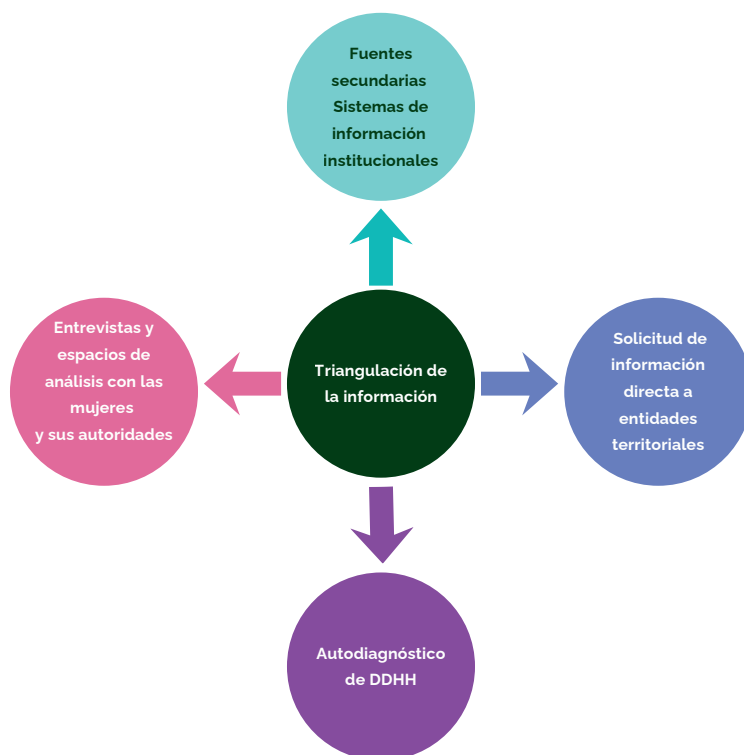 Fuentes
secundarias
Sistemas de
información
institucionales
Entrevistas y
espacios de
análisis con las
mujeres
y sus autoridades
Triangulación de
la información
Solicitud de
información
directa a
entidades
territoriales
Autodiagnóstico
de DDHH